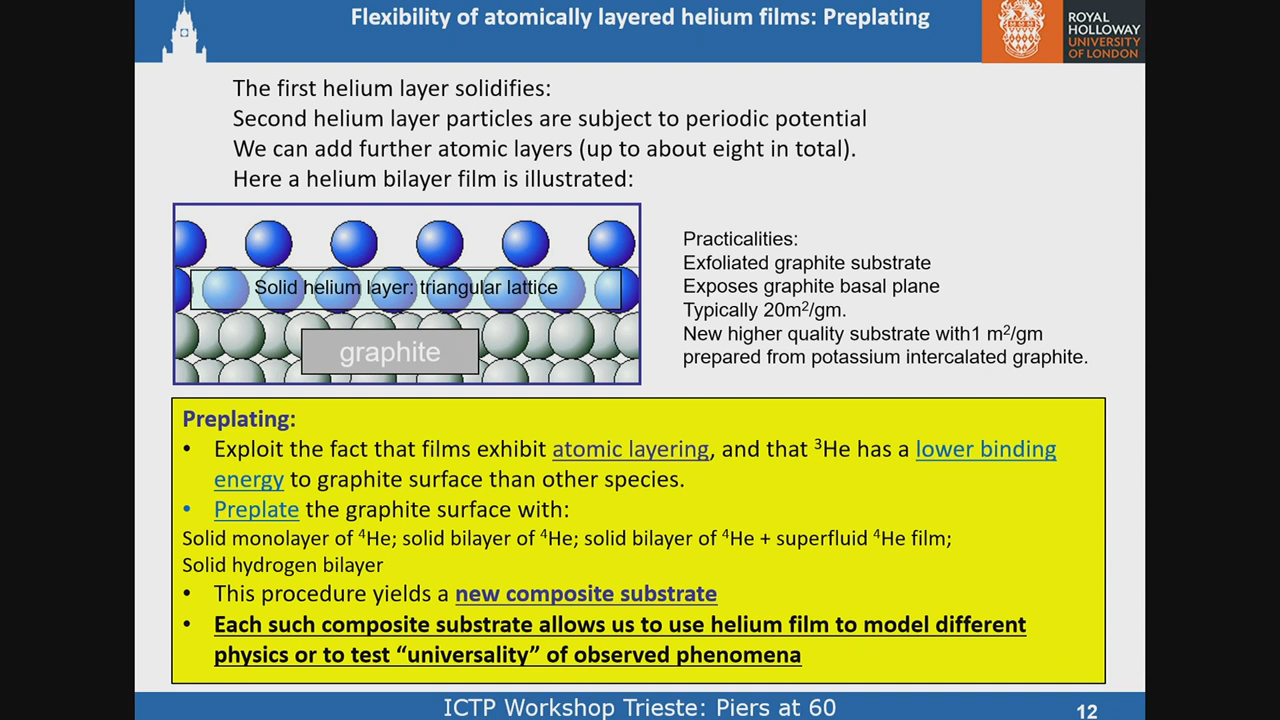 Flexibility of atomically layered helium films: Preplating
ROYAL
HOLLOWAY
UNIVERSITY
OF LONDON
The first helium layer solidifies:
Second helium layer particles are subject to periodic potential
We can add further atomic layers (up to about eight in total).
Here a helium bilayer film is illustrated:
Solid helium layer: triangular lattice
graphite
Practicalities:
Exfoliated graphite substrate
Exposes graphite basal plane
Typically 20m²/gm.
New higher quality substrate with1 m²/gm
prepared from potassium intercalated graphite.
Preplating:
• Exploit the fact that films exhibit atomic layering, and that ³He has a lower binding
energy to graphite surface than other species.
• Preplate the graphite surface with:
Solid monolayer of ⁴He; solid bilayer of ⁴He; solid bilayer of ⁴He + superfluid ⁴He film;
Solid hydrogen bilayer
• This procedure yields a new composite substrate
• Each such composite substrate allows us to use helium film to model different
physics or to test “universality” of observed phenomena
ICTP Workshop Trieste: Piers at 60
12